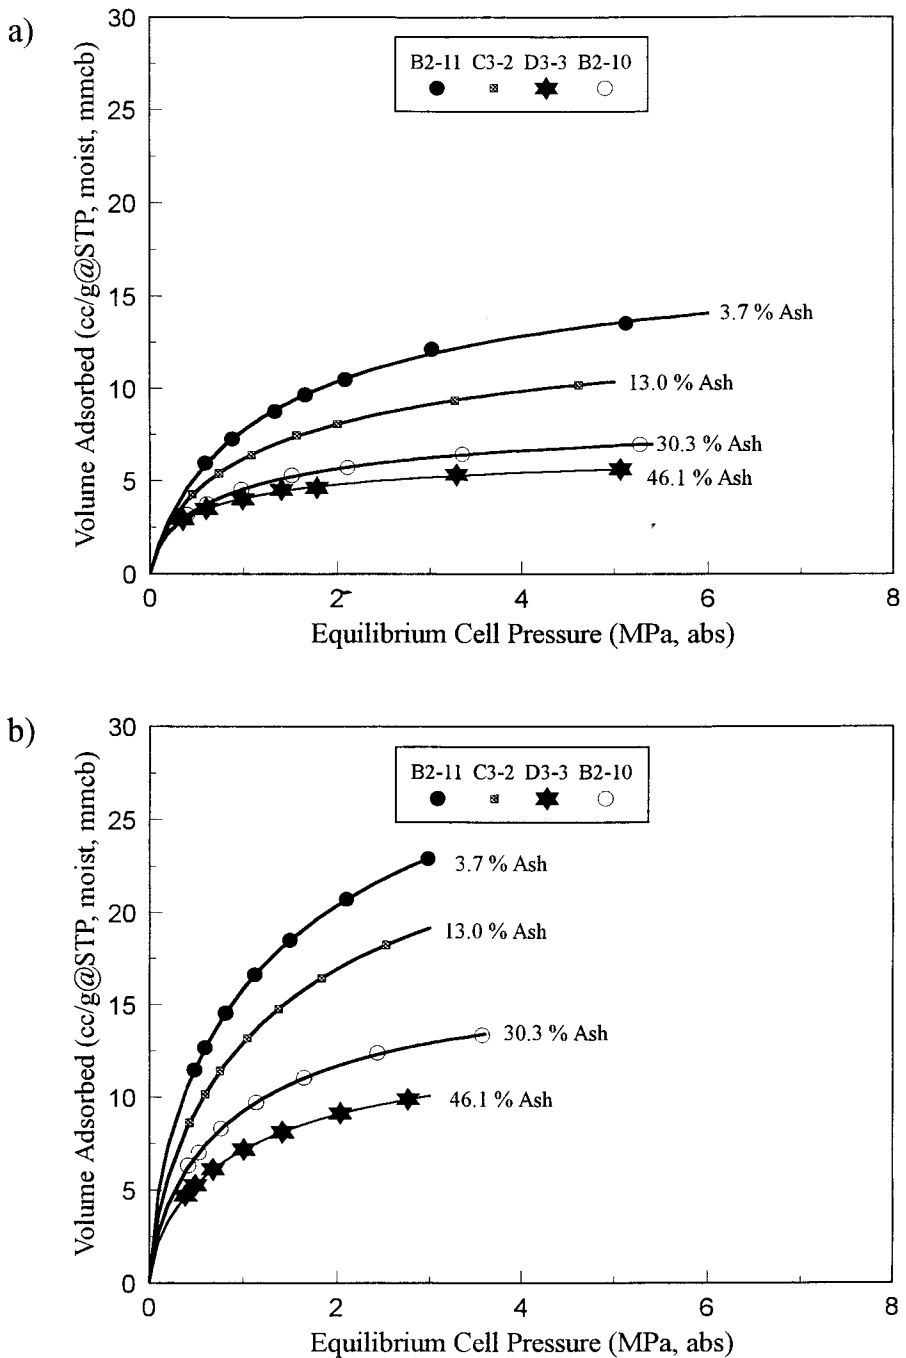 a)
30
25
20
15
10
5
0
Volume Adsorbed (cc/g@STP, moist, mmcb)
B2-11 C3-2 D3-3 B2-10
3.7 % Ash
13.0 % Ash
30.3 % Ash
46.1 % Ash
0 2 4 6 8
Equilibrium Cell Pressure (MPa, abs)
b)
30
25
20
15
10
5
0
Volume Adsorbed (cc/g@STP, moist, mmcb)
B2-11 C3-2 D3-3 B2-10
3.7 % Ash
13.0 % Ash
30.3 % Ash
46.1 % Ash
0 2 4 6 8
Equilibrium Cell Pressure (MPa, abs)